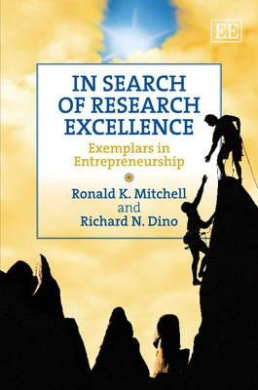 EE
IN SEARCH
OF RESEARCH
EXCELLENCE
Exemplars in
Entrepreneurship
Ronald K. Mitchell
and
Richard N. Dino